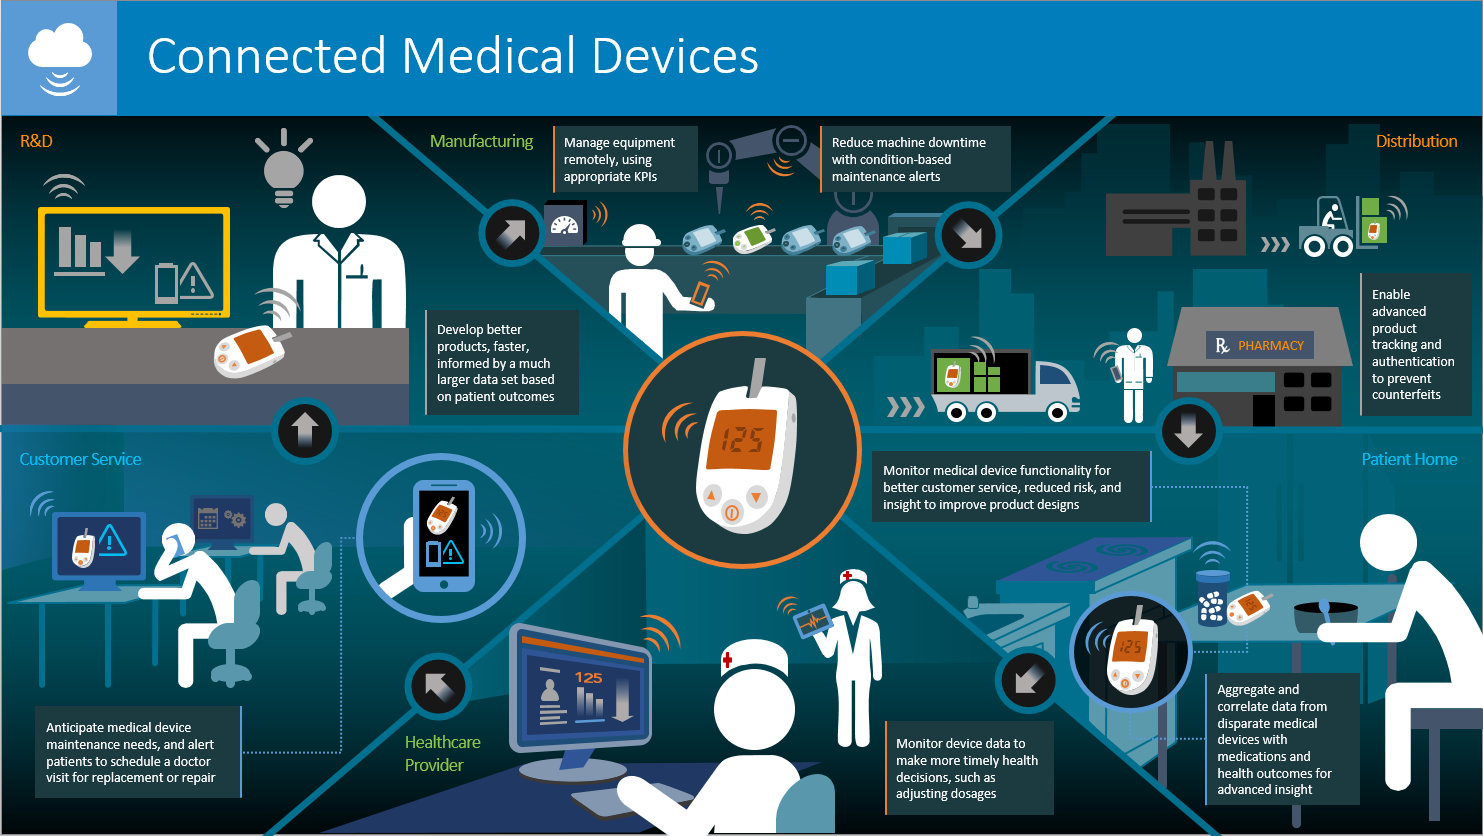 Connected Medical Devices
R&D
Develop better
products, faster,
informed by a much
larger data set based
on patient outcomes
Manufacturing
Manage equipment
remotely, using
appropriate KPIs
Reduce machine downtime
with condition-based
maintenance alerts
Distribution
Enable
advanced
product
tracking and
authentication
to prevent
counterfeits
Rx PHARMACY
125
Customer Service
Anticipate medical device
maintenance needs, and alert
patients to schedule a doctor
visit for replacement or repair
Healthcare
Provider
125
Monitor device data to
make more timely health
decisions, such as
adjusting dosages
Patient Home
Monitor medical device functionality for
better customer service, reduced risk, and
insight to improve product designs
125
125
Aggregate and
correlate data from
disparate medical
devices with
medications and
health outcomes for
advanced insight